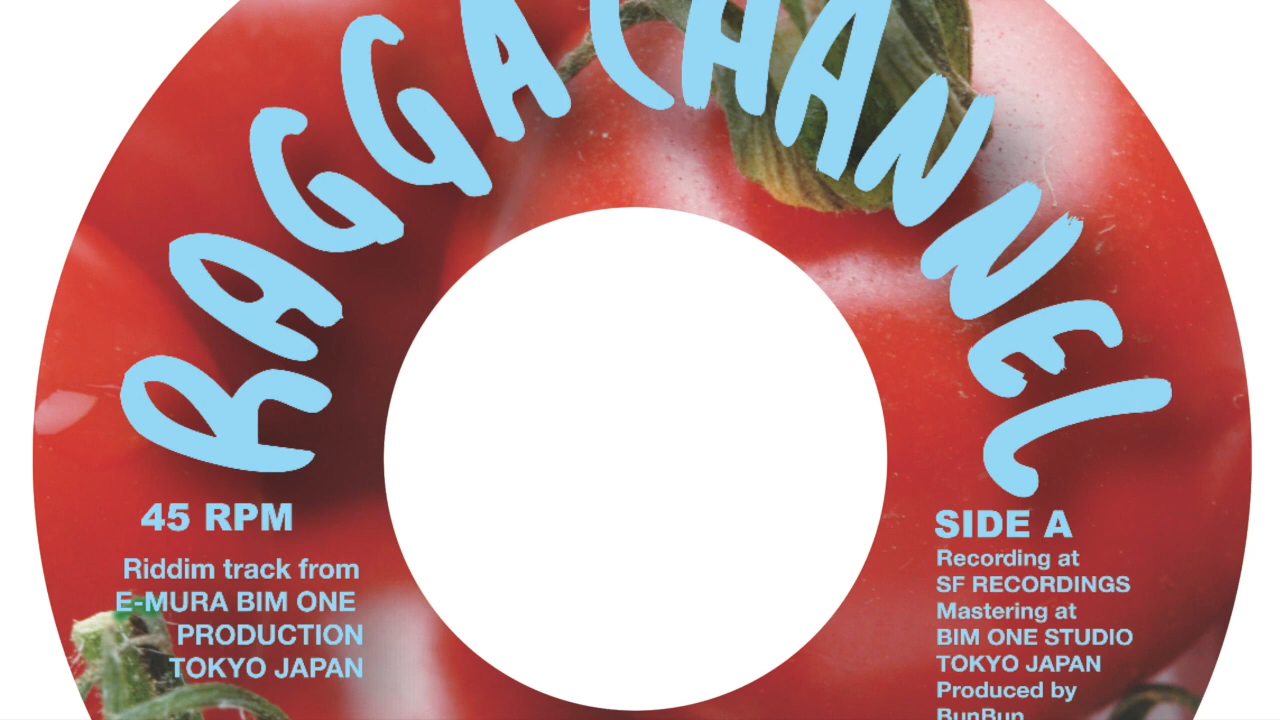 RAGGACHANNEL
45 RPM
Riddim track from
E-MURA BIM ONE
PRODUCTION
TOKYO JAPAN
SIDE A
Recording at
SF RECORDINGS
Mastering at
BIM ONE STUDIO
TOKYO JAPAN
Produced by
BunBun